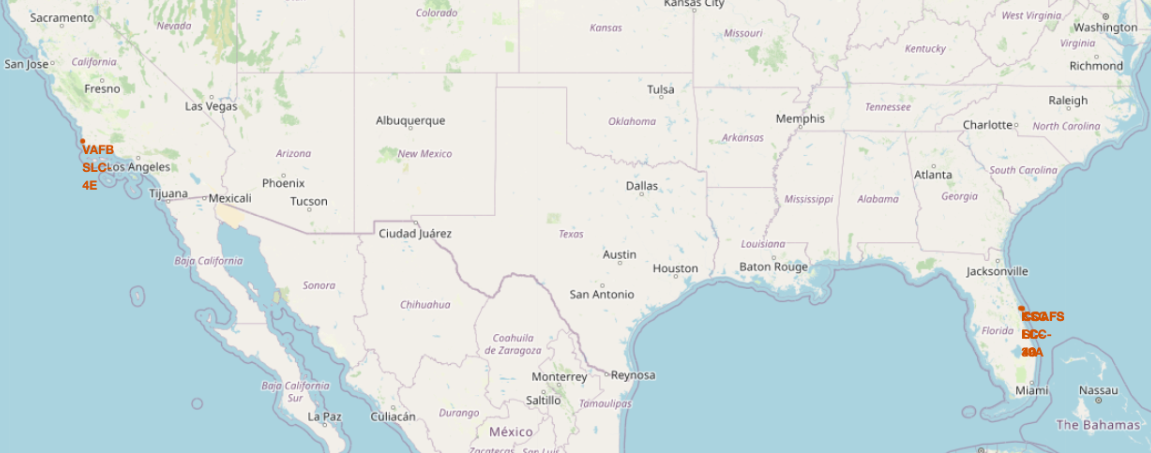 Kansas City
Sacramento
Nevada
Colorado
Kansas
Missouri
West Virginia
Washington
San Jose
California
Kentucky
Virginia
Richmond
Fresno
Las Vegas
Tulsa
Raleigh
Albuquerque
Oklahoma
Memphis
Tennessee
Charlotte
North Carolina
Arkansas
VAFB
SLC-
4E
Los Angeles
Arizona
New Mexico
Atlanta
South Carolina
Phoenix
Dallas
Tijuana
Mexicali
Tucson
Mississippi
Alabama
Georgia
Ciudad Juárez
Texas
Louisiana
Baja California
Austin
Houston
Baton Rouge
Jacksonville
Sonora
San Antonio
Chihuahua
Florida
Coahuila
de Zaragoza
Monterrey
Reynosa
Baja California
Sur
Saltillo
Tamaulipas
Miami
Nassau
La Paz
Culiacán
Durango
The Bahamas
México
Zacatecas
San Luis